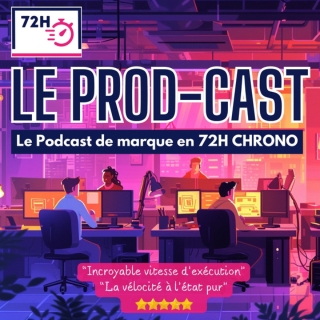 72H
LE PROD-CAST
Le Podcast de marque en 72H CHRONO
"Incroyable vitesse d'exécution"
"La vélocité à l'état pur"